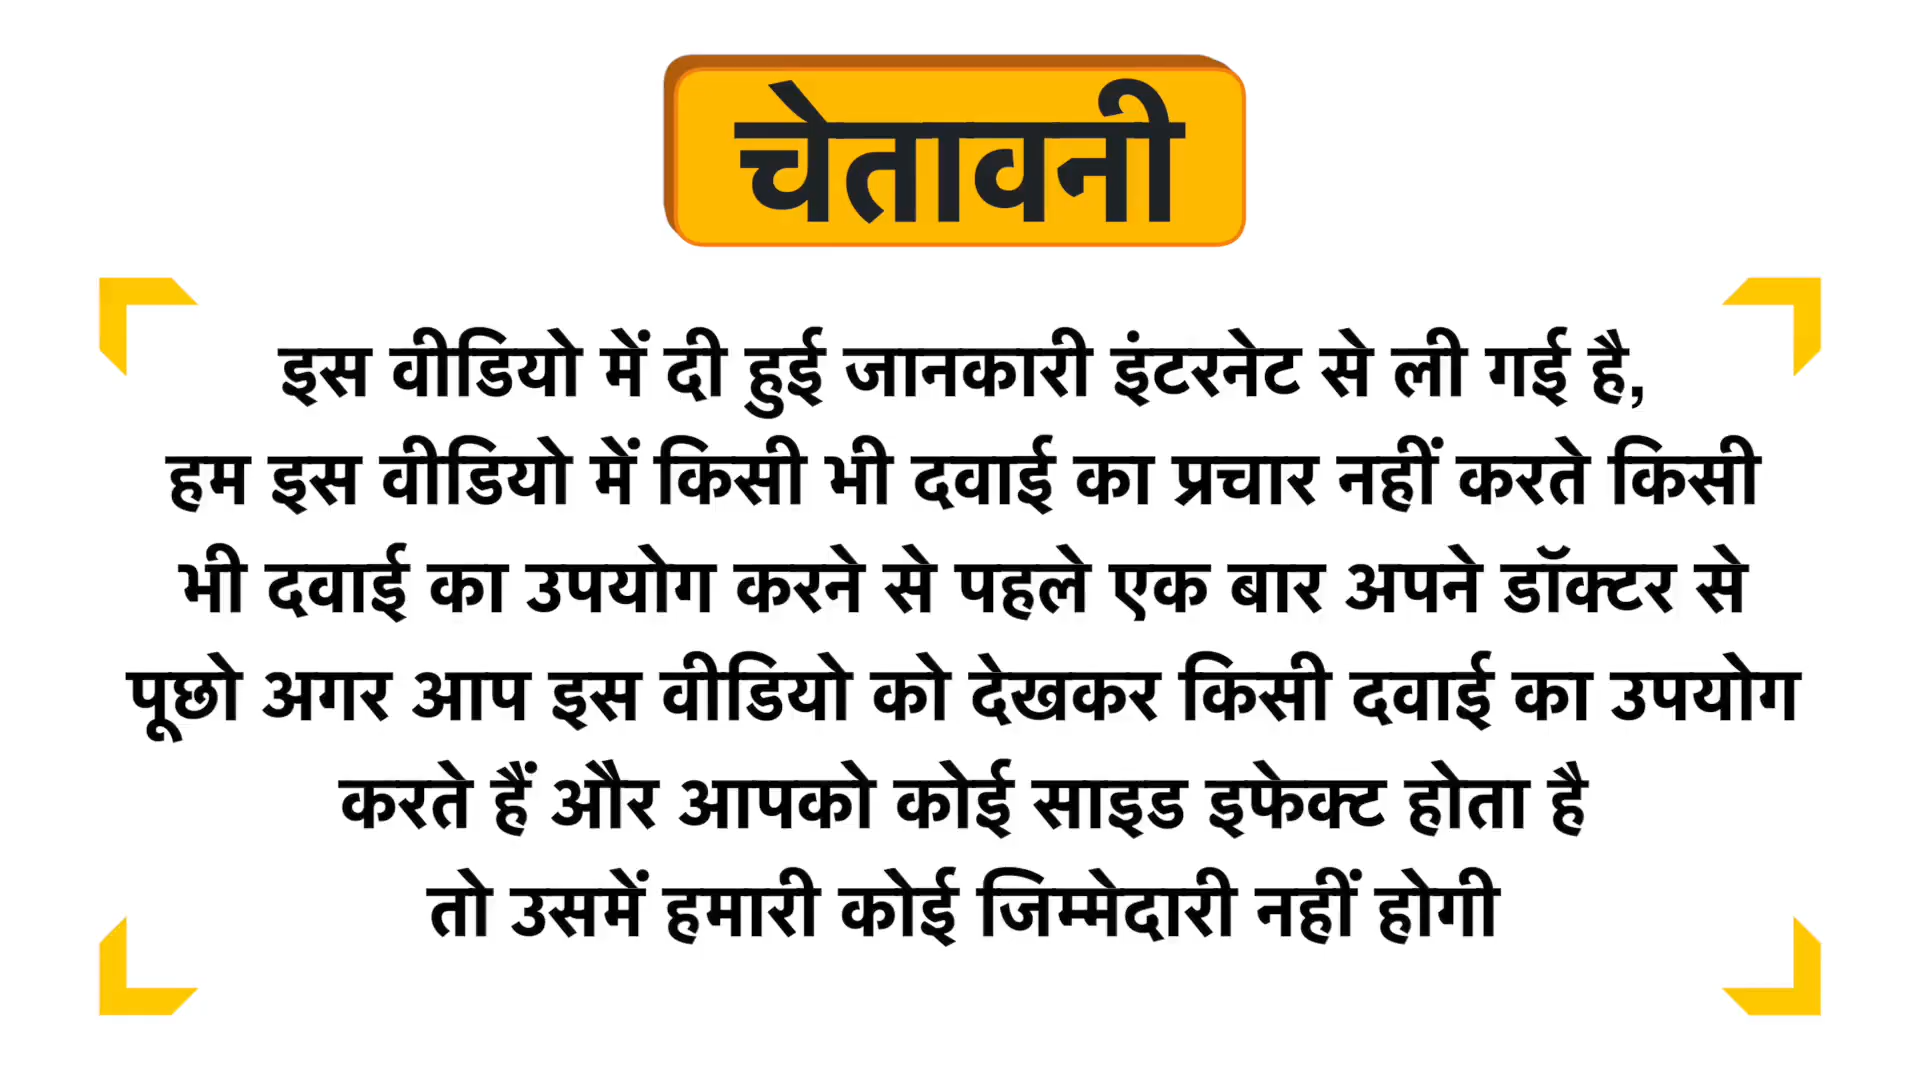 चेतावनी
इस वीडियो में दी हुई जानकारी इंटरनेट से ली गई है,
हम इस वीडियो में किसी भी दवाई का प्रचार नहीं करते किसी
भी दवाई का उपयोग करने से पहले एक बार अपने डॉक्टर से
पूछो अगर आप इस वीडियो को देखकर किसी दवाई का उपयोग
करते हैं और आपको कोई साइड इफेक्ट होता है
तो उसमें हमारी कोई जिम्मेदारी नहीं होगी